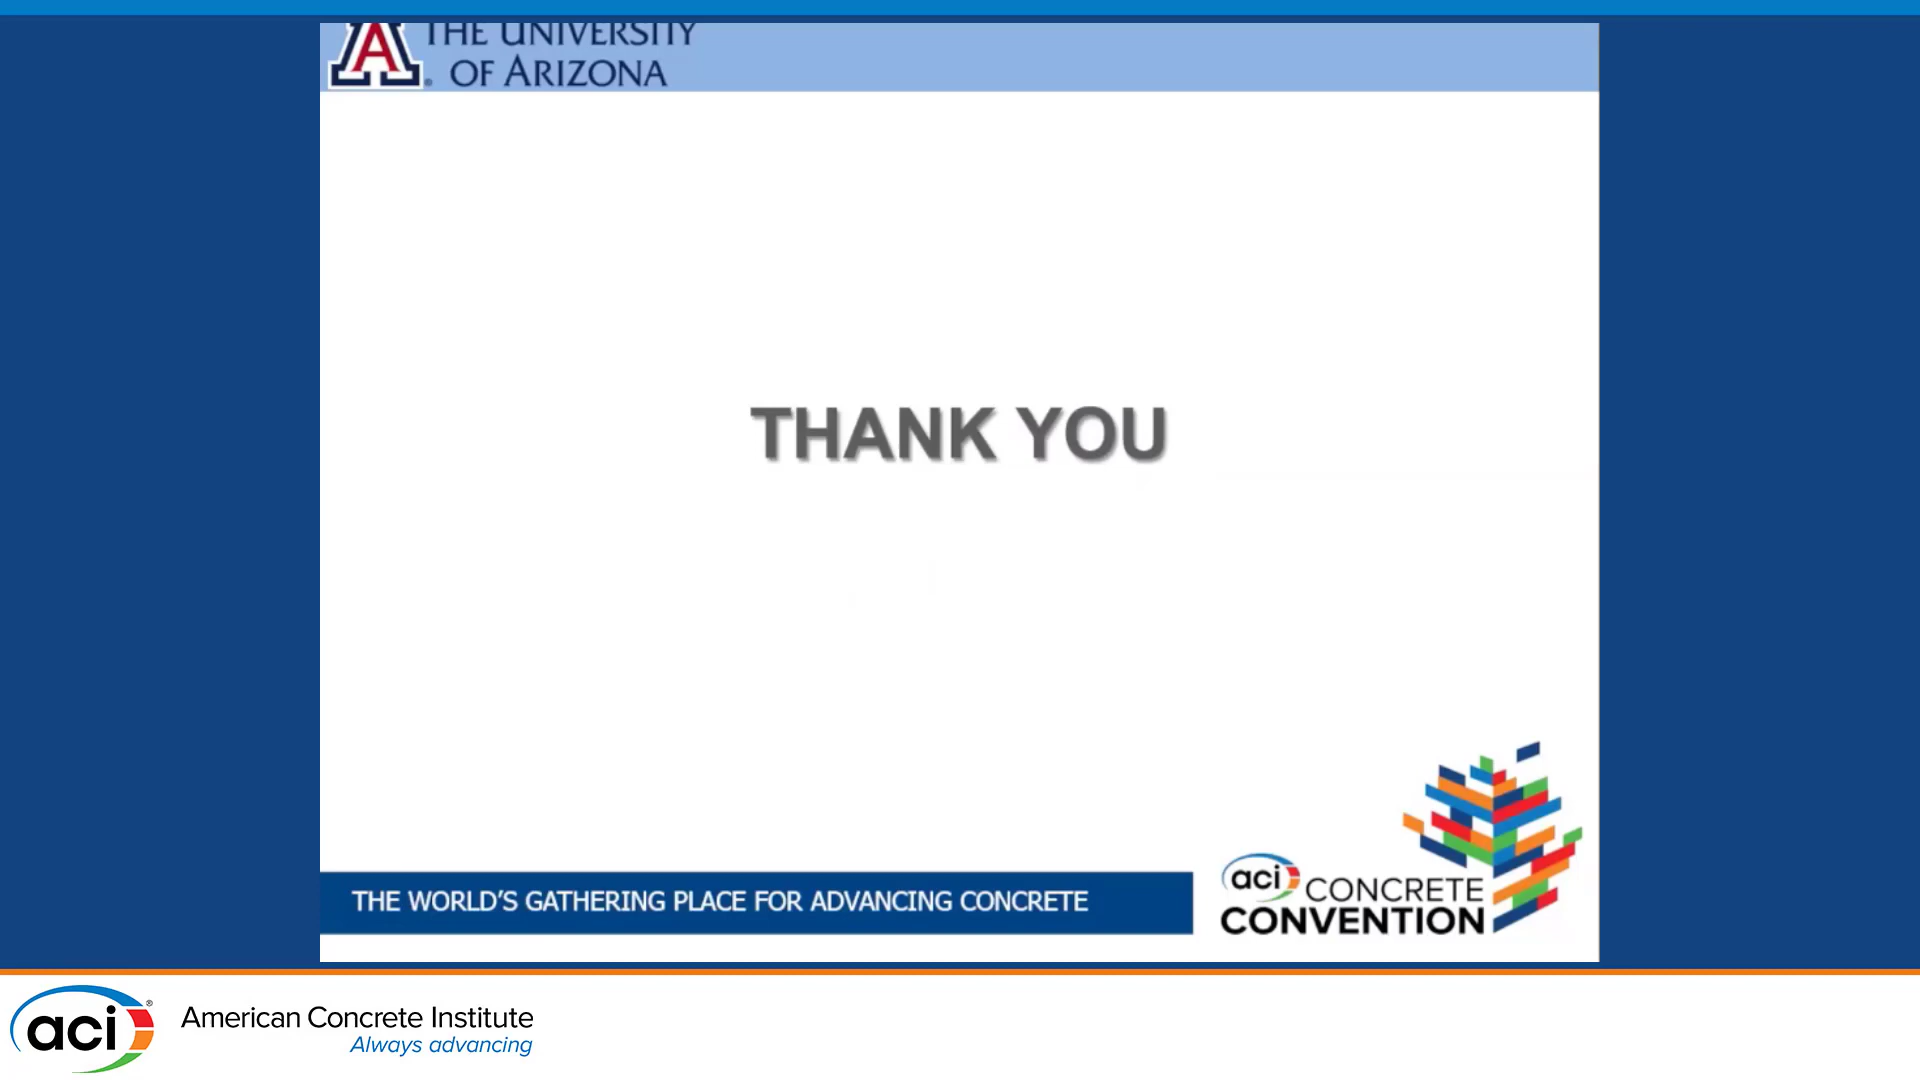 THE UNIVERSITY
OF ARIZONA
THANK YOU
THE WORLD'S GATHERING PLACE FOR ADVANCING CONCRETE
aci CONCRETE
CONVENTION
aci® American Concrete Institute
Always advancing